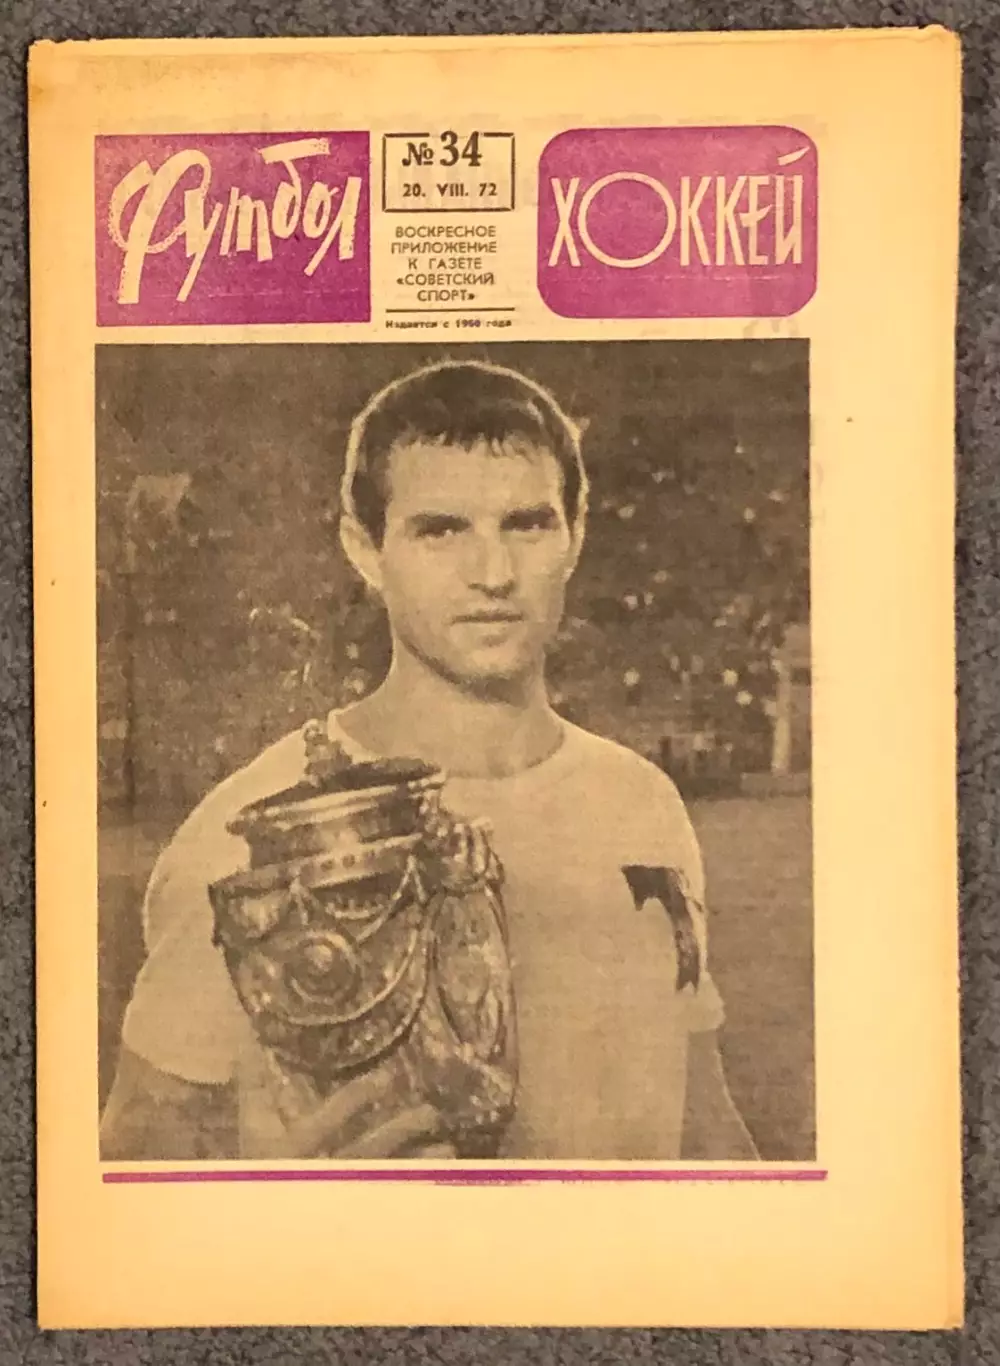 Футбол
№ 34
20. VIII. 72
ВОСКРЕСНОЕ
ПРИЛОЖЕНИЕ
К ГАЗЕТЕ
«СОВЕТСКИЙ
СПОРТ»
Издается с 1960 года
ХОККЕЙ